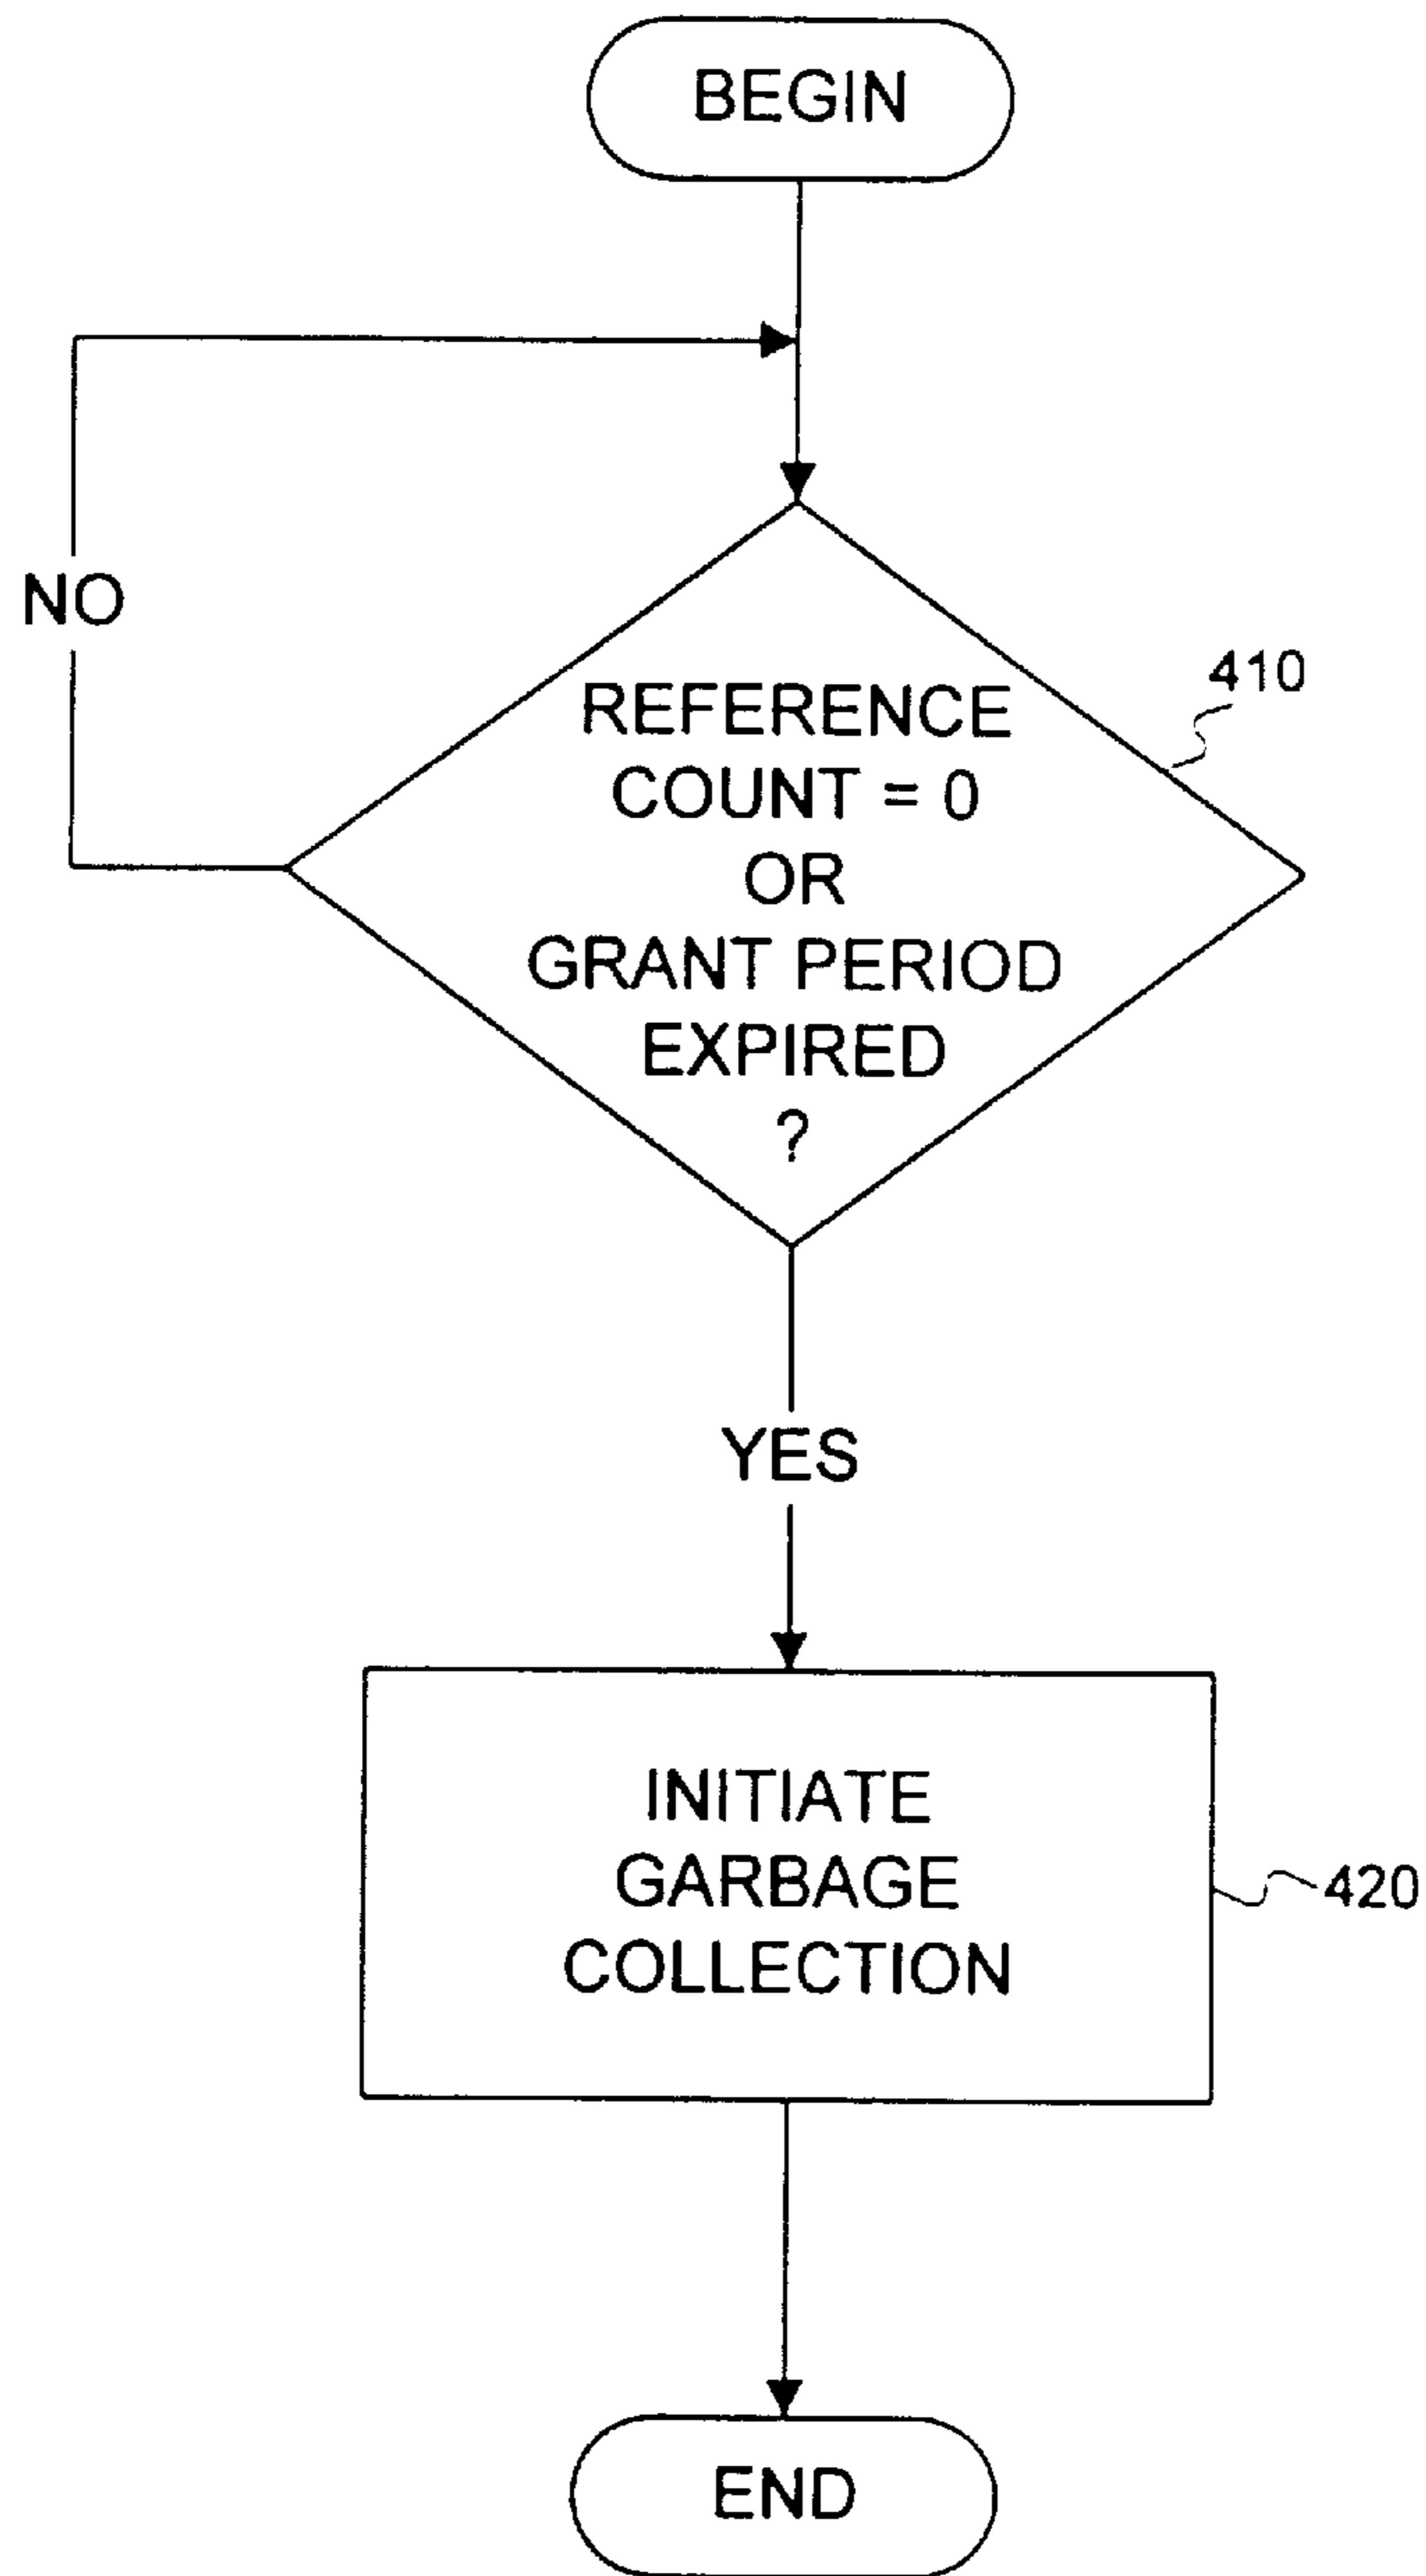 BEGIN
NO
410
REFERENCE
COUNT = 0
OR
GRANT PERIOD
EXPIRED
?
YES
INITIATE
GARBAGE
COLLECTION
420
END